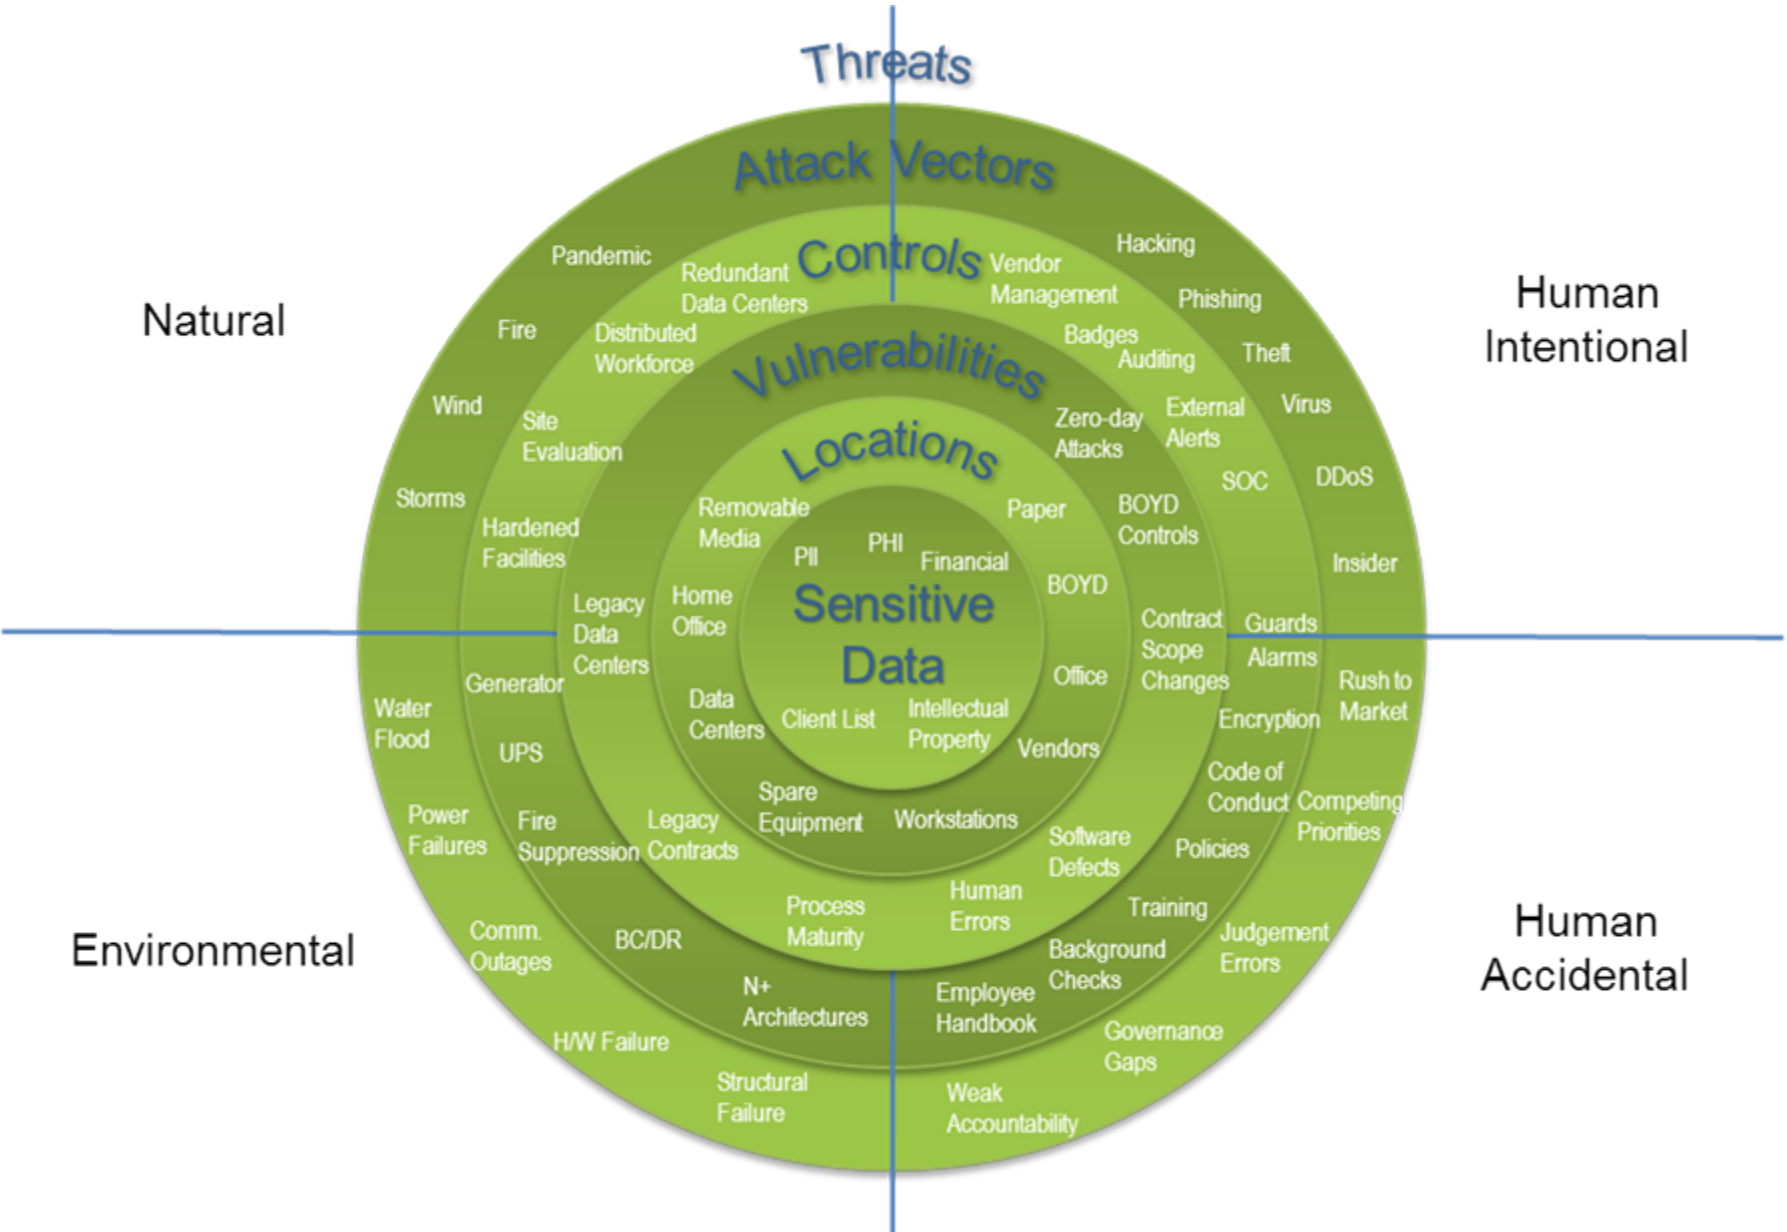 Threats
Attack Vectors
Controls
Vulnerabilities
Locations
Sensitive
Data
Natural
Human
Intentional
Environmental
Human
Accidental
Pandemic
Fire
Wind
Storms
Hacking
Phishing
Theft
Virus
DDoS
Insider
Rush to
Market
Competing
Priorities
Judgement
Errors
Governance
Gaps
Weak
Accountability
Structural
Failure
H/W Failure
Comm.
Outages
Power
Failures
Water
Flood
Redundant
Data Centers
Distributed
Workforce
Site
Evaluation
Hardened
Facilities
Vendor
Management
Badges
Auditing
External
Alerts
SOC
Guards
Alarms
Encryption
Code of
Conduct
Policies
Training
Background
Checks
Employee
Handbook
N+
Architectures
BC/DR
Fire
Suppression
UPS
Generator
Zero-day
Attacks
BOYD
Controls
Contract
Scope
Changes
Software
Defects
Human
Errors
Process
Maturity
Legacy
Contracts
Legacy
Data
Centers
Removable
Media
Home
Office
Data
Centers
Spare
Equipment
Workstations
Vendors
Office
BOYD
Paper
PII
PHI
Financial
Client List
Intellectual
Property